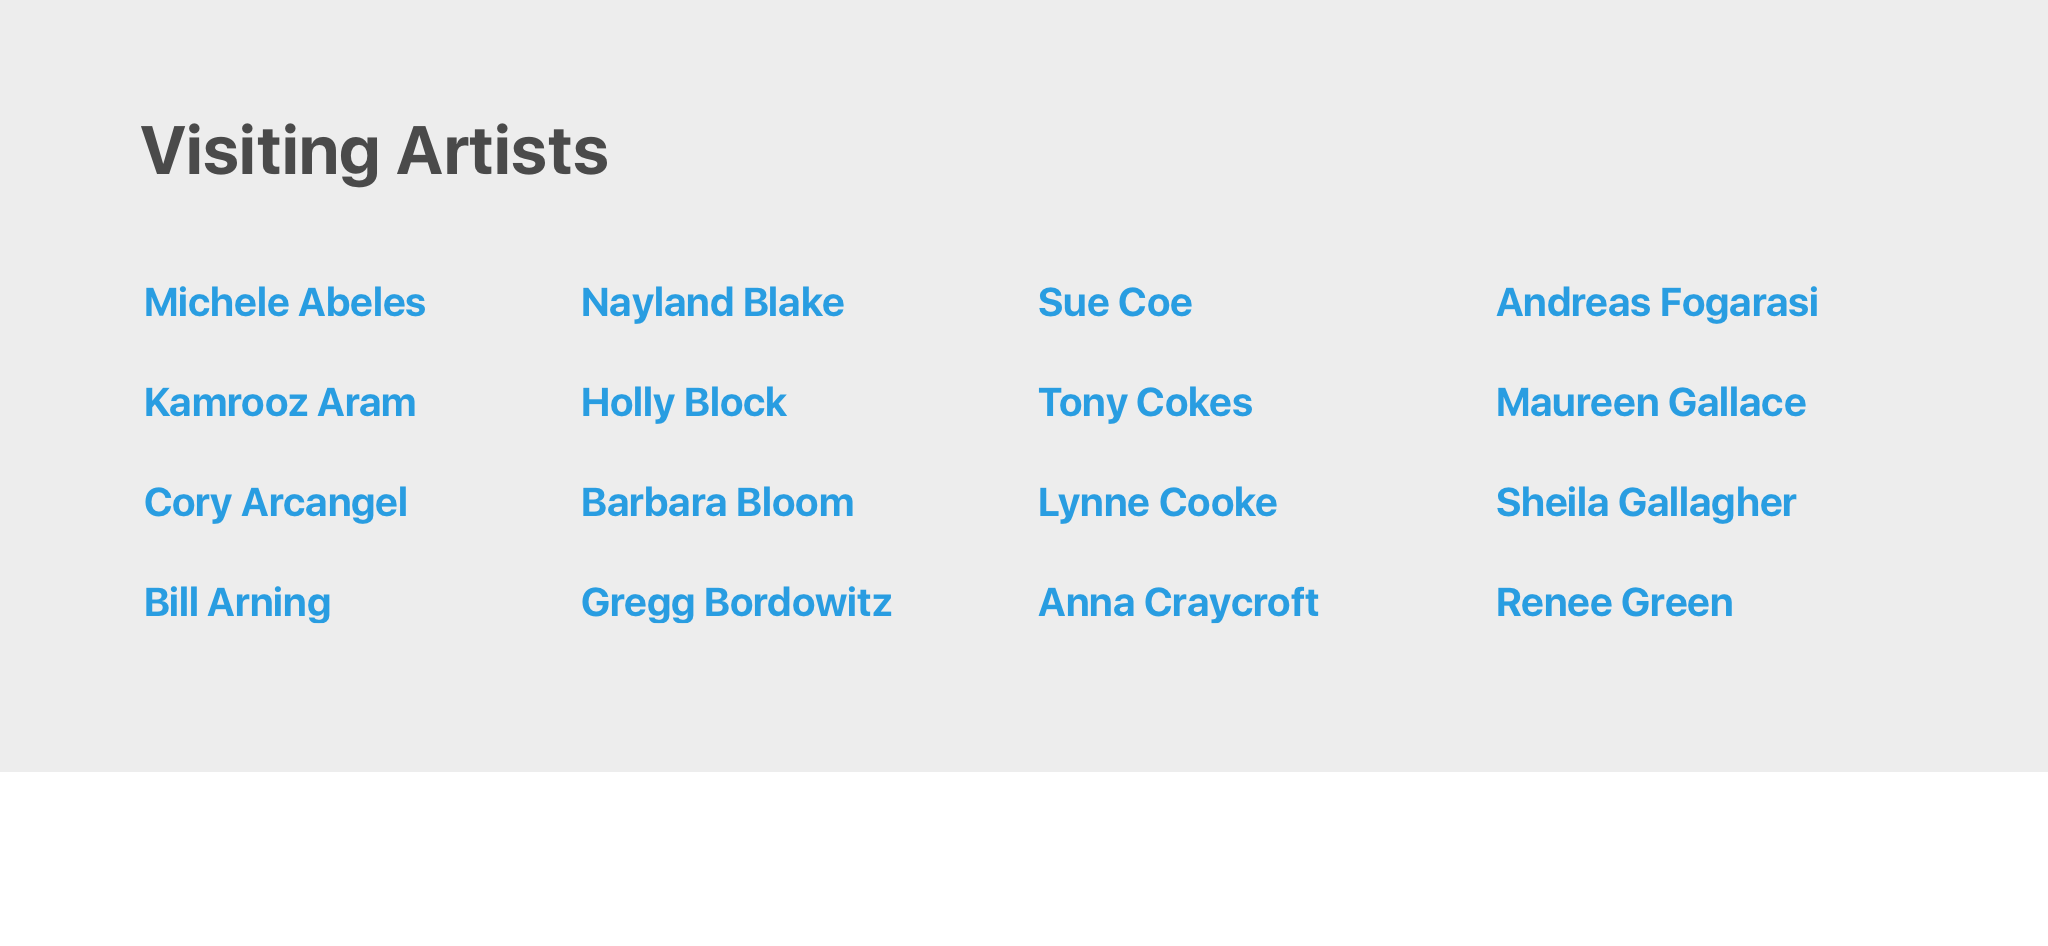 Visiting Artists
Michele Abeles
Kamrooz Aram
Cory Arcangel
Bill Arning
Nayland Blake
Holly Block
Barbara Bloom
Gregg Bordowitz
Sue Coe
Tony Cokes
Lynne Cooke
Anna Craycroft
Andreas Fogarasi
Maureen Gallace
Sheila Gallagher
Renee Green